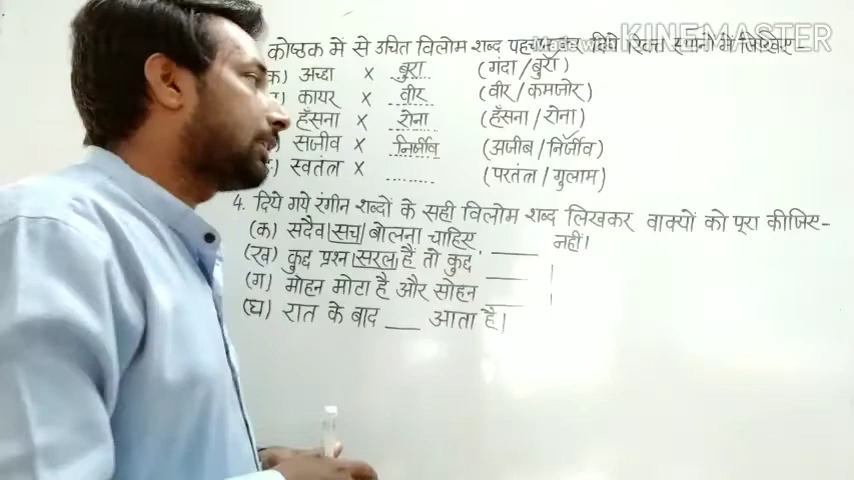 KINEMASTER
कोष्ठक में से उचित विलोम शब्द दिये रिक्त स्थानों में लिखिए-
क) अच्छा × बुरा (गंदा/बुरा)
) कायर × वीर (वीर/कमजोर)
हँसना × रोना (हँसना/रोना)
) सजीव × निर्जीव (अजीब/निर्जीव)
स्वतंत्र × ........ (परतंत्र/गुलाम)
4. दिये गये रंगीन शब्दों के सही विलोम शब्द लिखकर वाक्यों को पूरा कीजिए-
(क) सदैव सच बोलना चाहिए, ____ नहीं।
(ख) कुछ प्रश्न सरल हैं तो कुछ ____ |
(ग) मोहन मोटा है और सोहन ____ |
(घ) रात के बाद ___ आता है|